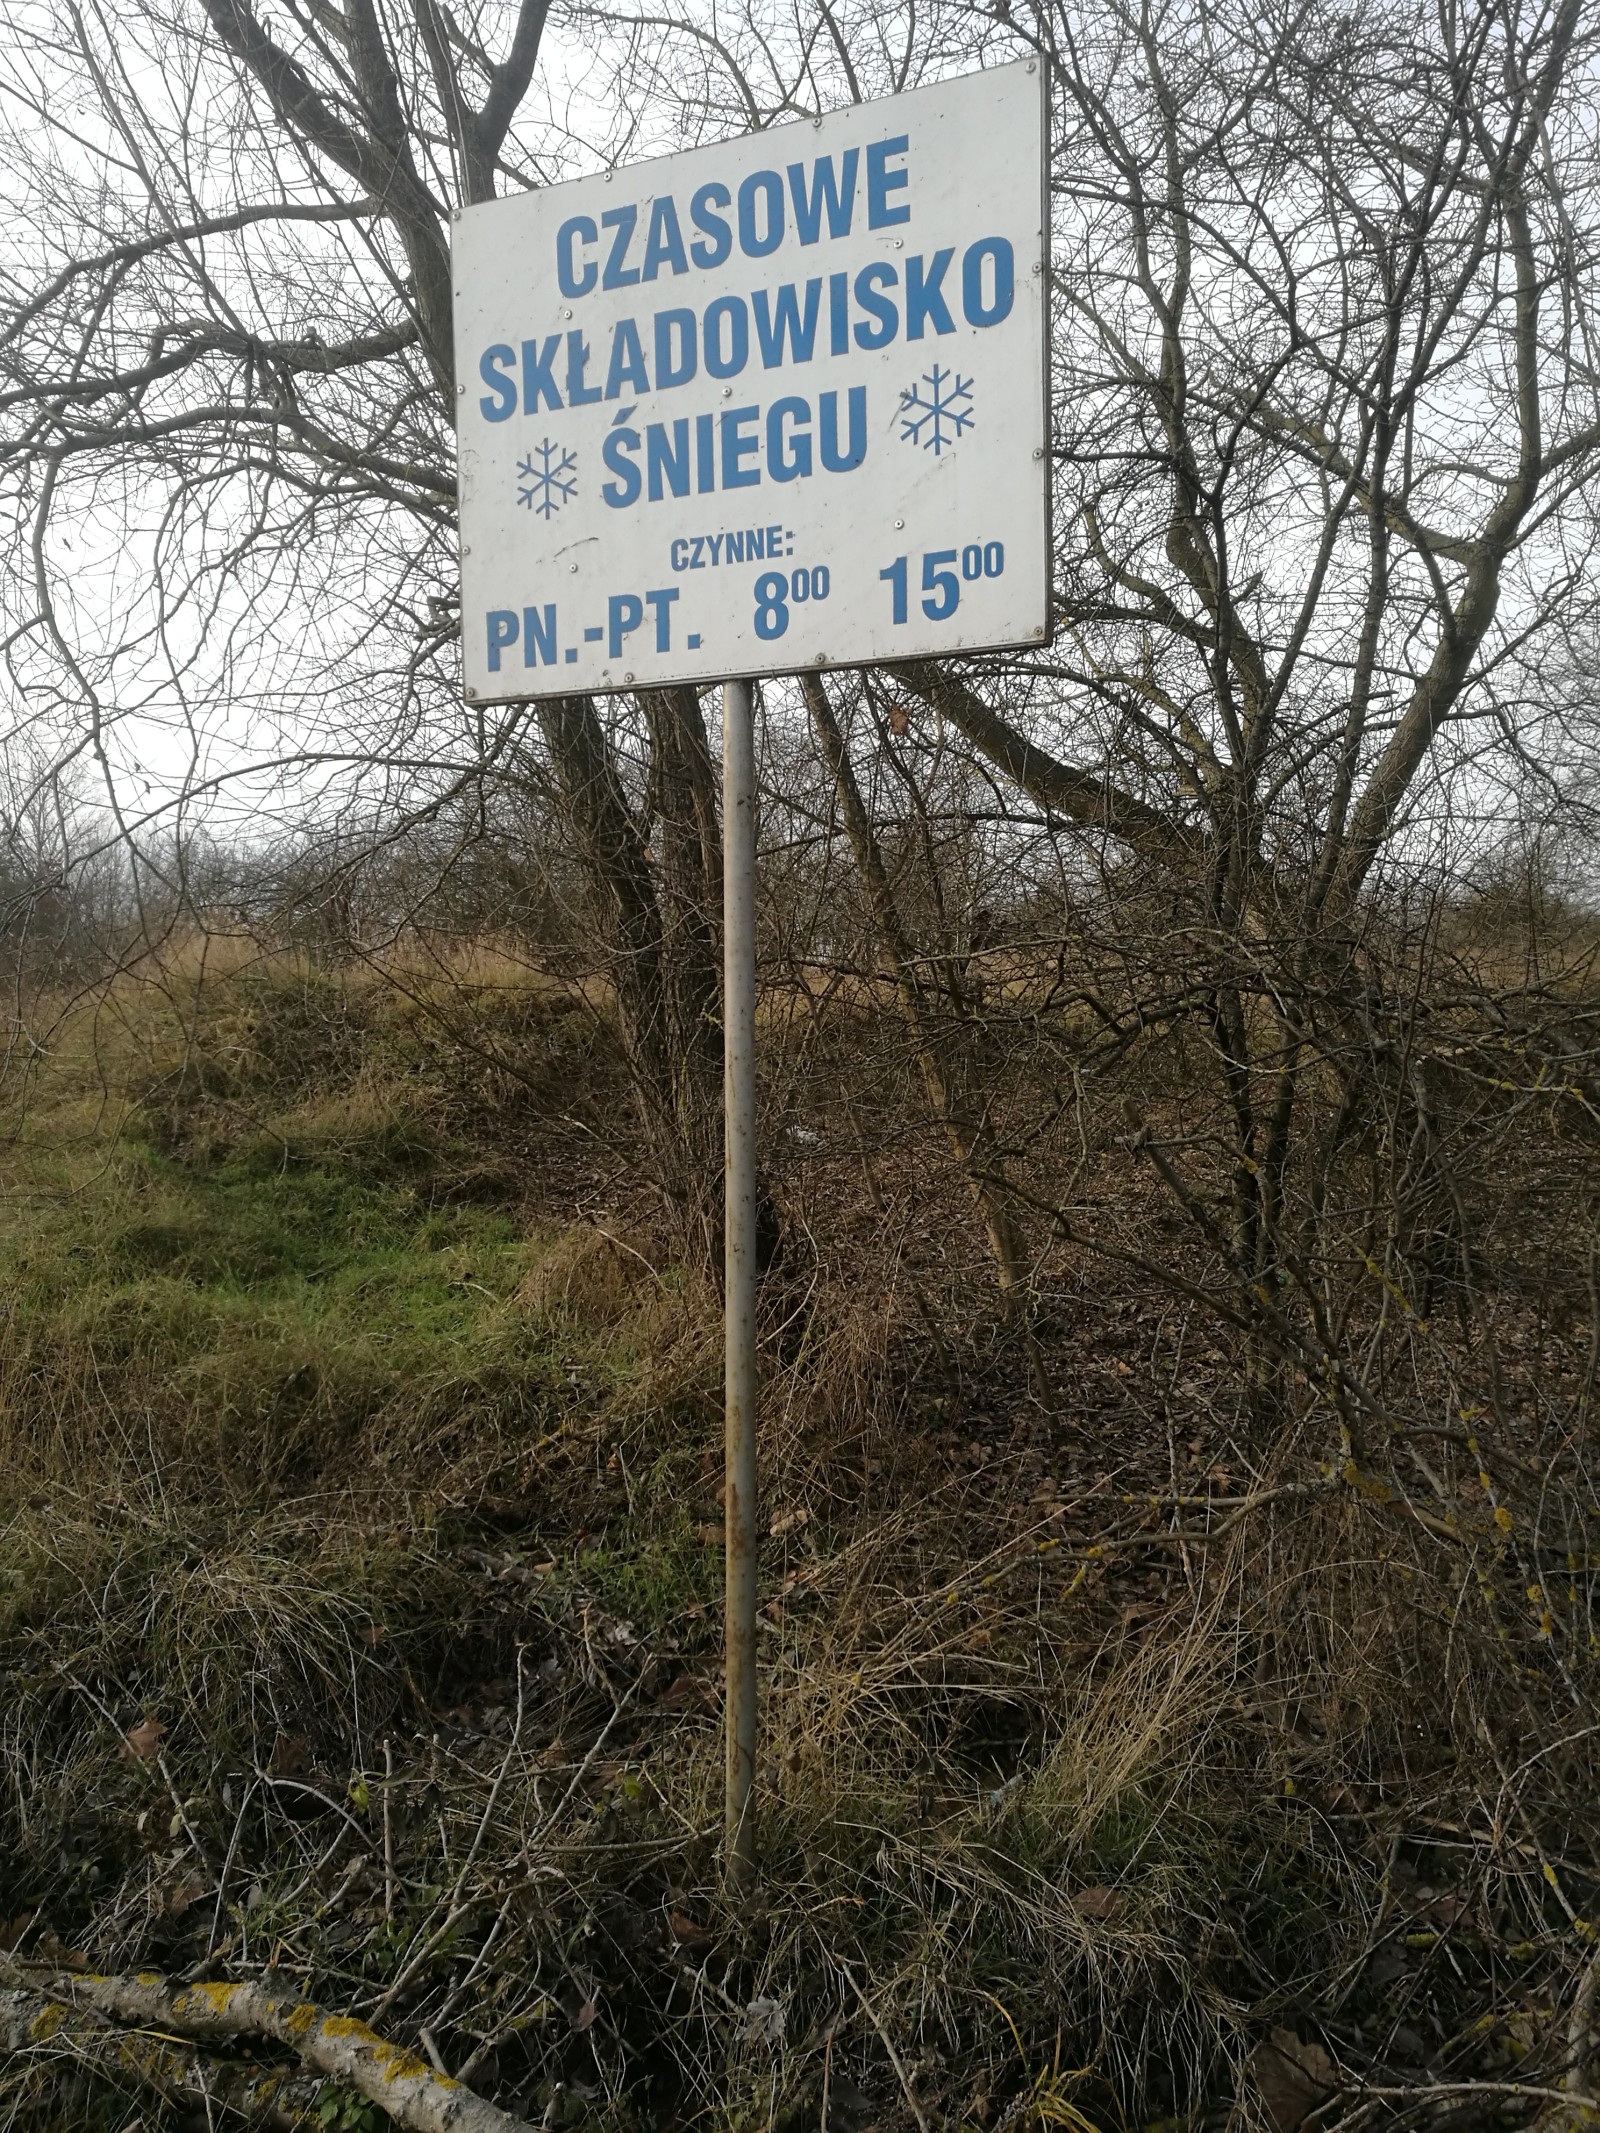 CZASOWE
SKŁADOWISKO
ŚNIEGU
CZYNNE:
PN.-PT. 8⁰⁰ 15⁰⁰